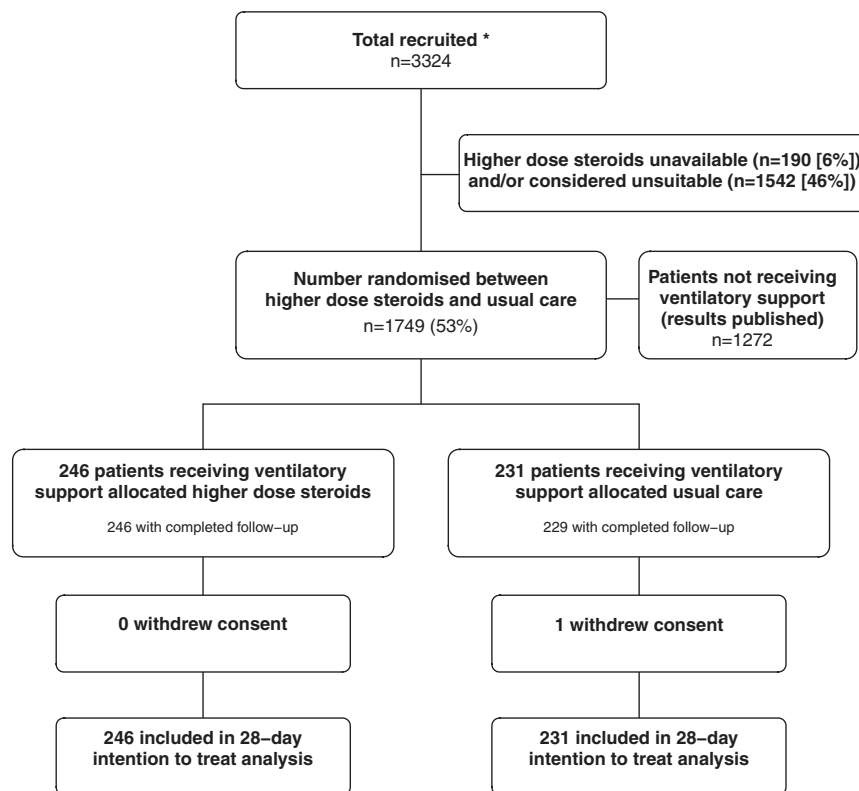 Total recruited *
n=3324
Higher dose steroids unavailable (n=190 [6%])
and/or considered unsuitable (n=1542 [46%])
Number randomised between
higher dose steroids and usual care
n=1749 (53%)
Patients not receiving
ventilatory support
(results published)
n=1272
246 patients receiving ventilatory
support allocated higher dose steroids
246 with completed follow−up
231 patients receiving ventilatory
support allocated usual care
229 with completed follow−up
0 withdrew consent
1 withdrew consent
246 included in 28−day
intention to treat analysis
231 included in 28−day
intention to treat analysis